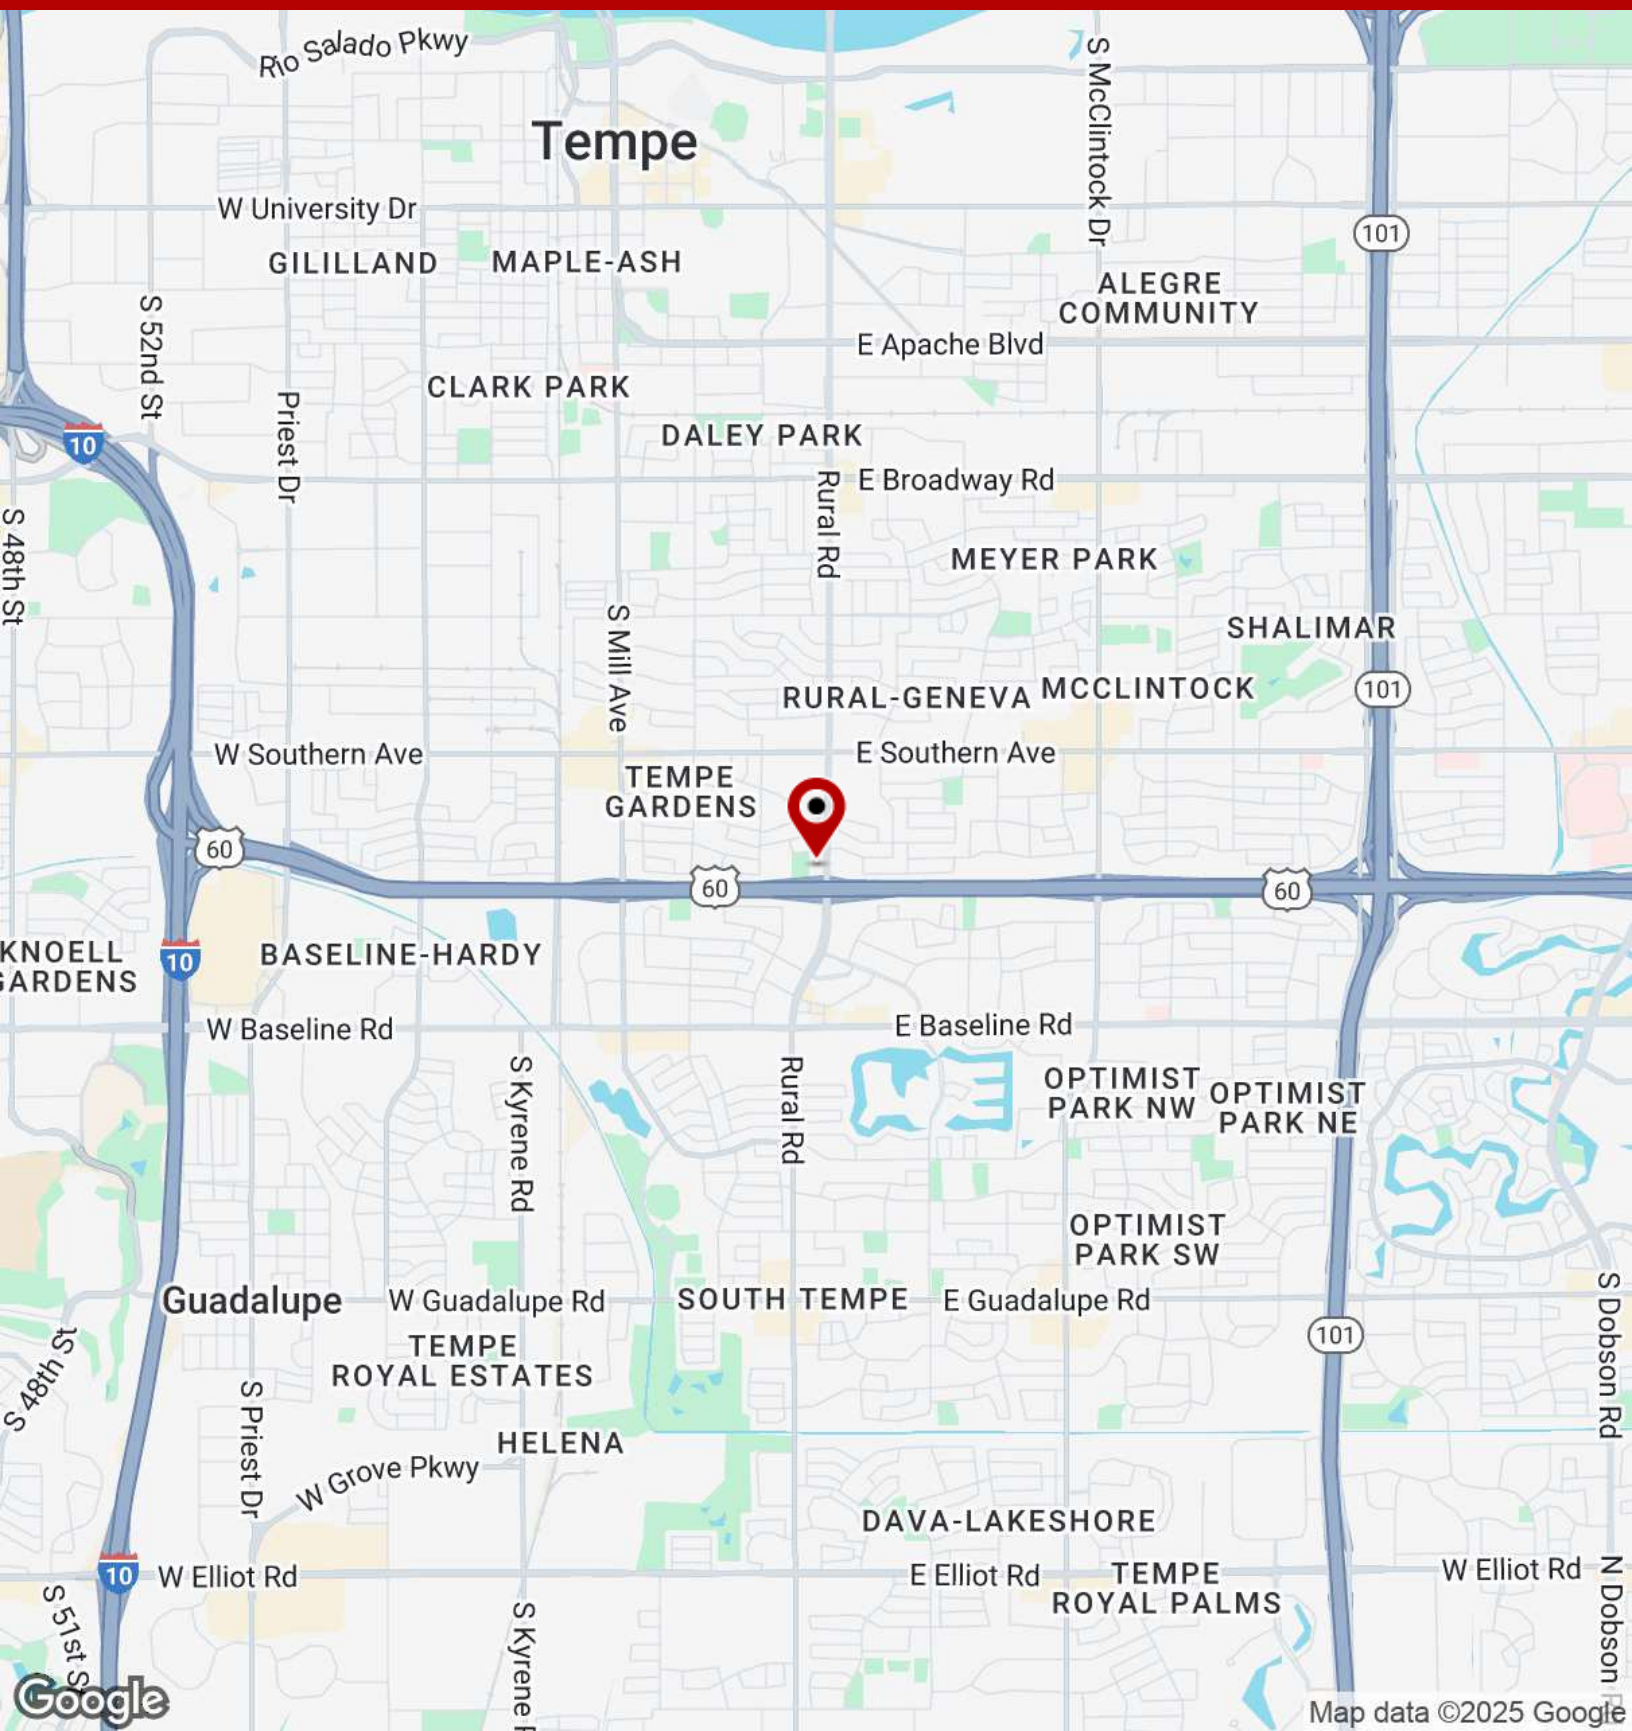 Rio Salado Pkwy
S McClintock Dr
Tempe
W University Dr
101
GILILLAND
MAPLE-ASH
ALEGRE
COMMUNITY
S 52nd St
E Apache Blvd
CLARK PARK
Priest Dr
10
DALEY PARK
Rural Rd
E Broadway Rd
S 48th St
MEYER PARK
S Mill Ave
SHALIMAR
RURAL-GENEVA
MCCLINTOCK
101
W Southern Ave
E Southern Ave
TEMPE
GARDENS
60
60
60
KNOELL
GARDENS
10
BASELINE-HARDY
W Baseline Rd
E Baseline Rd
S Kyrene Rd
Rural Rd
OPTIMIST
PARK NW
OPTIMIST
PARK NE
OPTIMIST
PARK SW
Guadalupe
W Guadalupe Rd
SOUTH TEMPE
E Guadalupe Rd
S Dobson Rd
S 48th St
TEMPE
ROYAL ESTATES
101
S Priest Dr
HELENA
W Grove Pkwy
DAVA-LAKESHORE
10
W Elliot Rd
E Elliot Rd
TEMPE
ROYAL PALMS
W Elliot Rd
N Dobson
S 51st St
S Kyrene
Google
Map data ©2025 Google